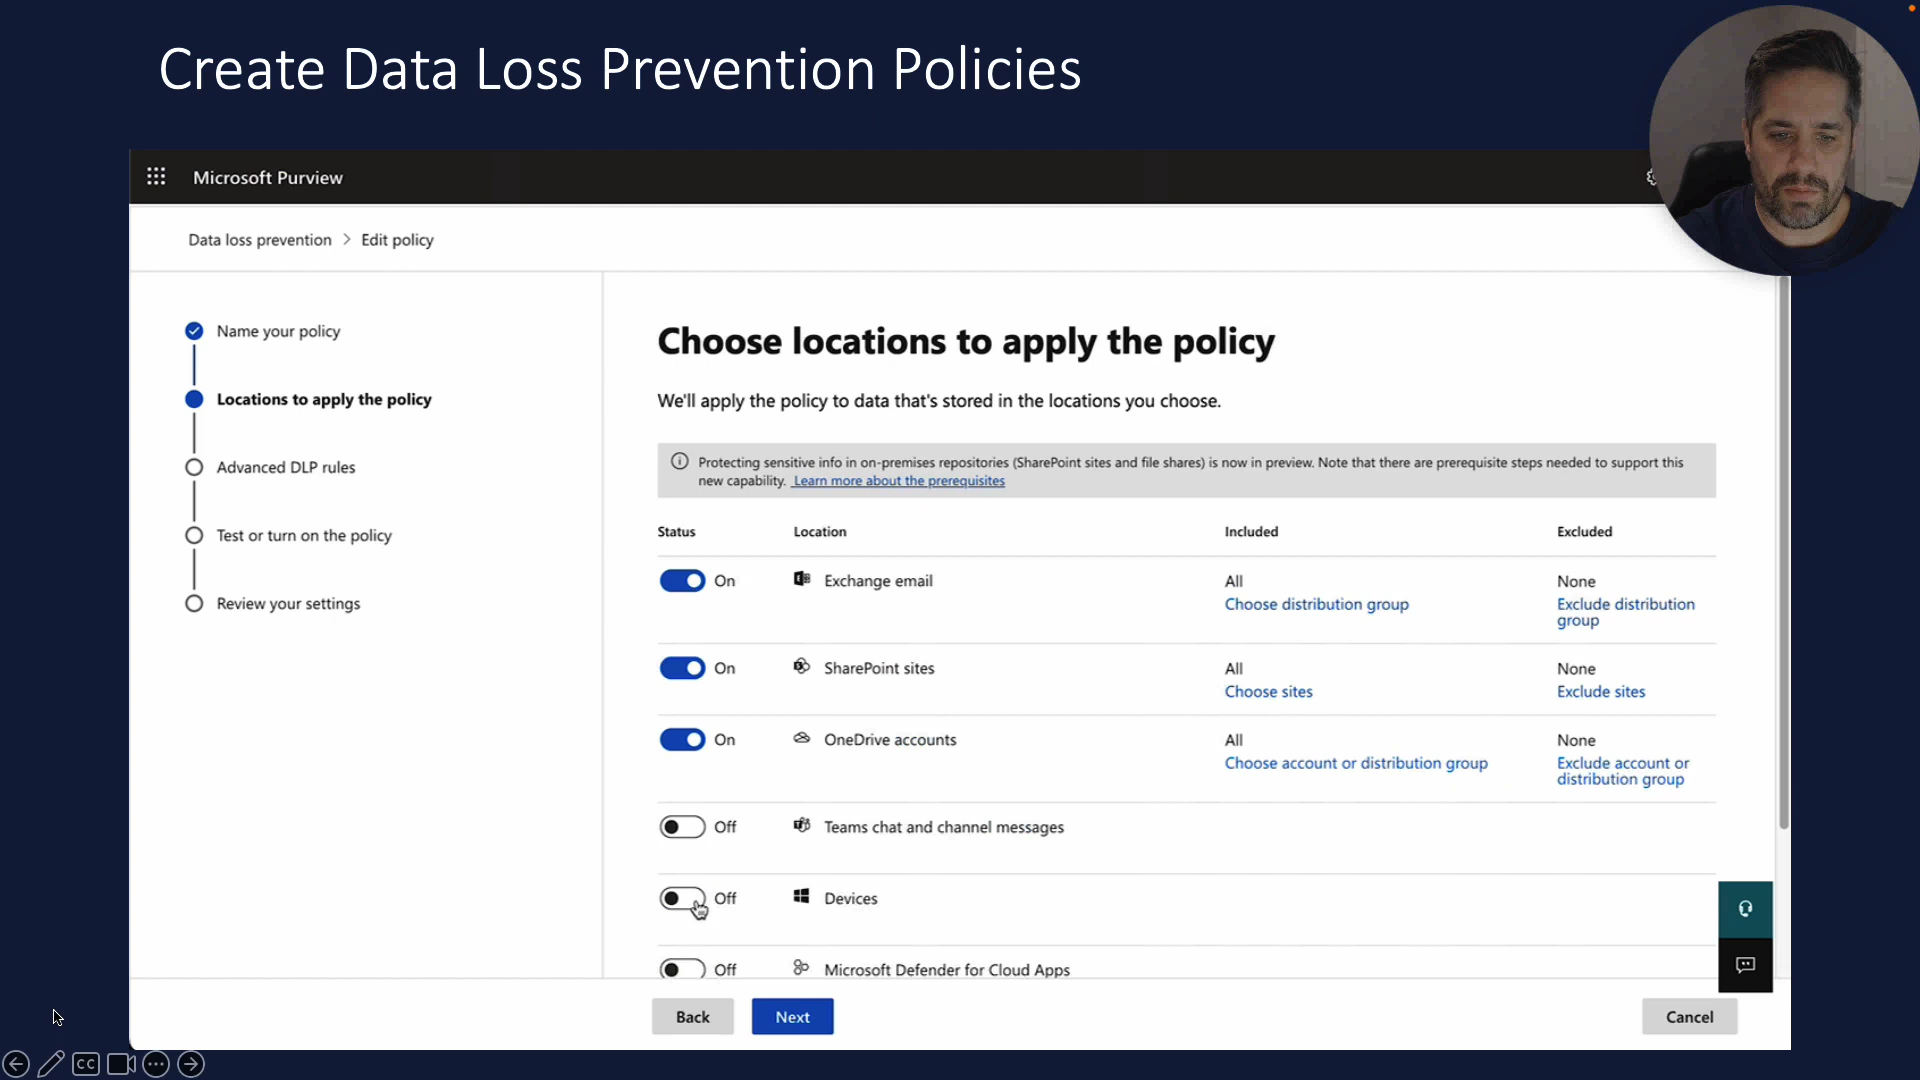 Create Data Loss Prevention Policies
Microsoft Purview
Data loss prevention > Edit policy
Name your policy
Locations to apply the policy
Advanced DLP rules
Test or turn on the policy
Review your settings
Choose locations to apply the policy
We'll apply the policy to data that's stored in the locations you choose.
Protecting sensitive info in on-premises repositories (SharePoint sites and file shares) is now in preview. Note that there are prerequisite steps needed to support this
new capability. Learn more about the prerequisites
Status Location Included Excluded
On Exchange email All None
Choose distribution group Exclude distribution
group
On SharePoint sites All None
Choose sites Exclude sites
On OneDrive accounts All None
Choose account or distribution group Exclude account or
distribution group
Off Teams chat and channel messages
Off Devices
Off Microsoft Defender for Cloud Apps
Back Next Cancel
CC